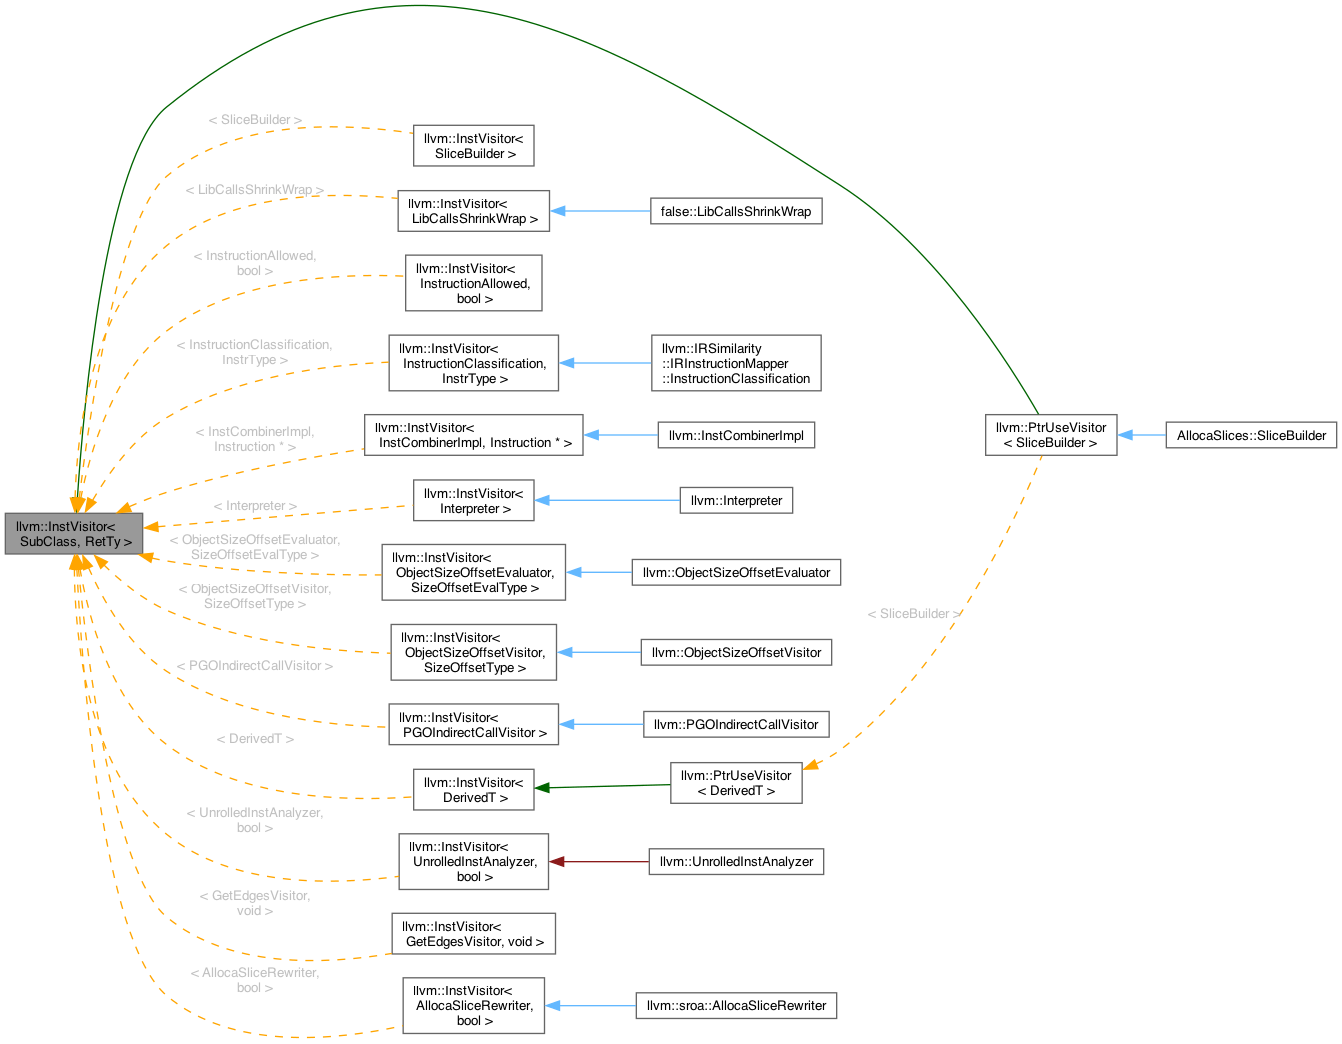 < SliceBuilder >
llvm::InstVisitor<
SliceBuilder >
< LibCallsShrinkWrap >
llvm::InstVisitor<
LibCallsShrinkWrap >
false::LibCallsShrinkWrap
< InstructionAllowed,
bool >
llvm::InstVisitor<
InstructionAllowed,
bool >
< InstructionClassification,
InstrType >
llvm::InstVisitor<
InstructionClassification,
InstrType >
llvm::IRSimilarity
::IRInstructionMapper
::InstructionClassification
< InstCombinerImpl,
Instruction * >
llvm::InstVisitor<
InstCombinerImpl, Instruction * >
llvm::InstCombinerImpl
llvm::PtrUseVisitor
< SliceBuilder >
AllocaSlices::SliceBuilder
< Interpreter >
llvm::InstVisitor<
Interpreter >
llvm::Interpreter
llvm::InstVisitor<
SubClass, RetTy >
< ObjectSizeOffsetEvaluator,
SizeOffsetEvalType >
llvm::InstVisitor<
ObjectSizeOffsetEvaluator,
SizeOffsetEvalType >
llvm::ObjectSizeOffsetEvaluator
< ObjectSizeOffsetVisitor,
SizeOffsetType >
llvm::InstVisitor<
ObjectSizeOffsetVisitor,
SizeOffsetType >
llvm::ObjectSizeOffsetVisitor
< SliceBuilder >
< PGOIndirectCallVisitor >
llvm::InstVisitor<
PGOIndirectCallVisitor >
llvm::PGOIndirectCallVisitor
< DerivedT >
llvm::InstVisitor<
DerivedT >
llvm::PtrUseVisitor
< DerivedT >
< UnrolledInstAnalyzer,
bool >
llvm::InstVisitor<
UnrolledInstAnalyzer,
bool >
llvm::UnrolledInstAnalyzer
< GetEdgesVisitor,
void >
llvm::InstVisitor<
GetEdgesVisitor, void >
< AllocaSliceRewriter,
bool >
llvm::InstVisitor<
AllocaSliceRewriter,
bool >
llvm::sroa::AllocaSliceRewriter